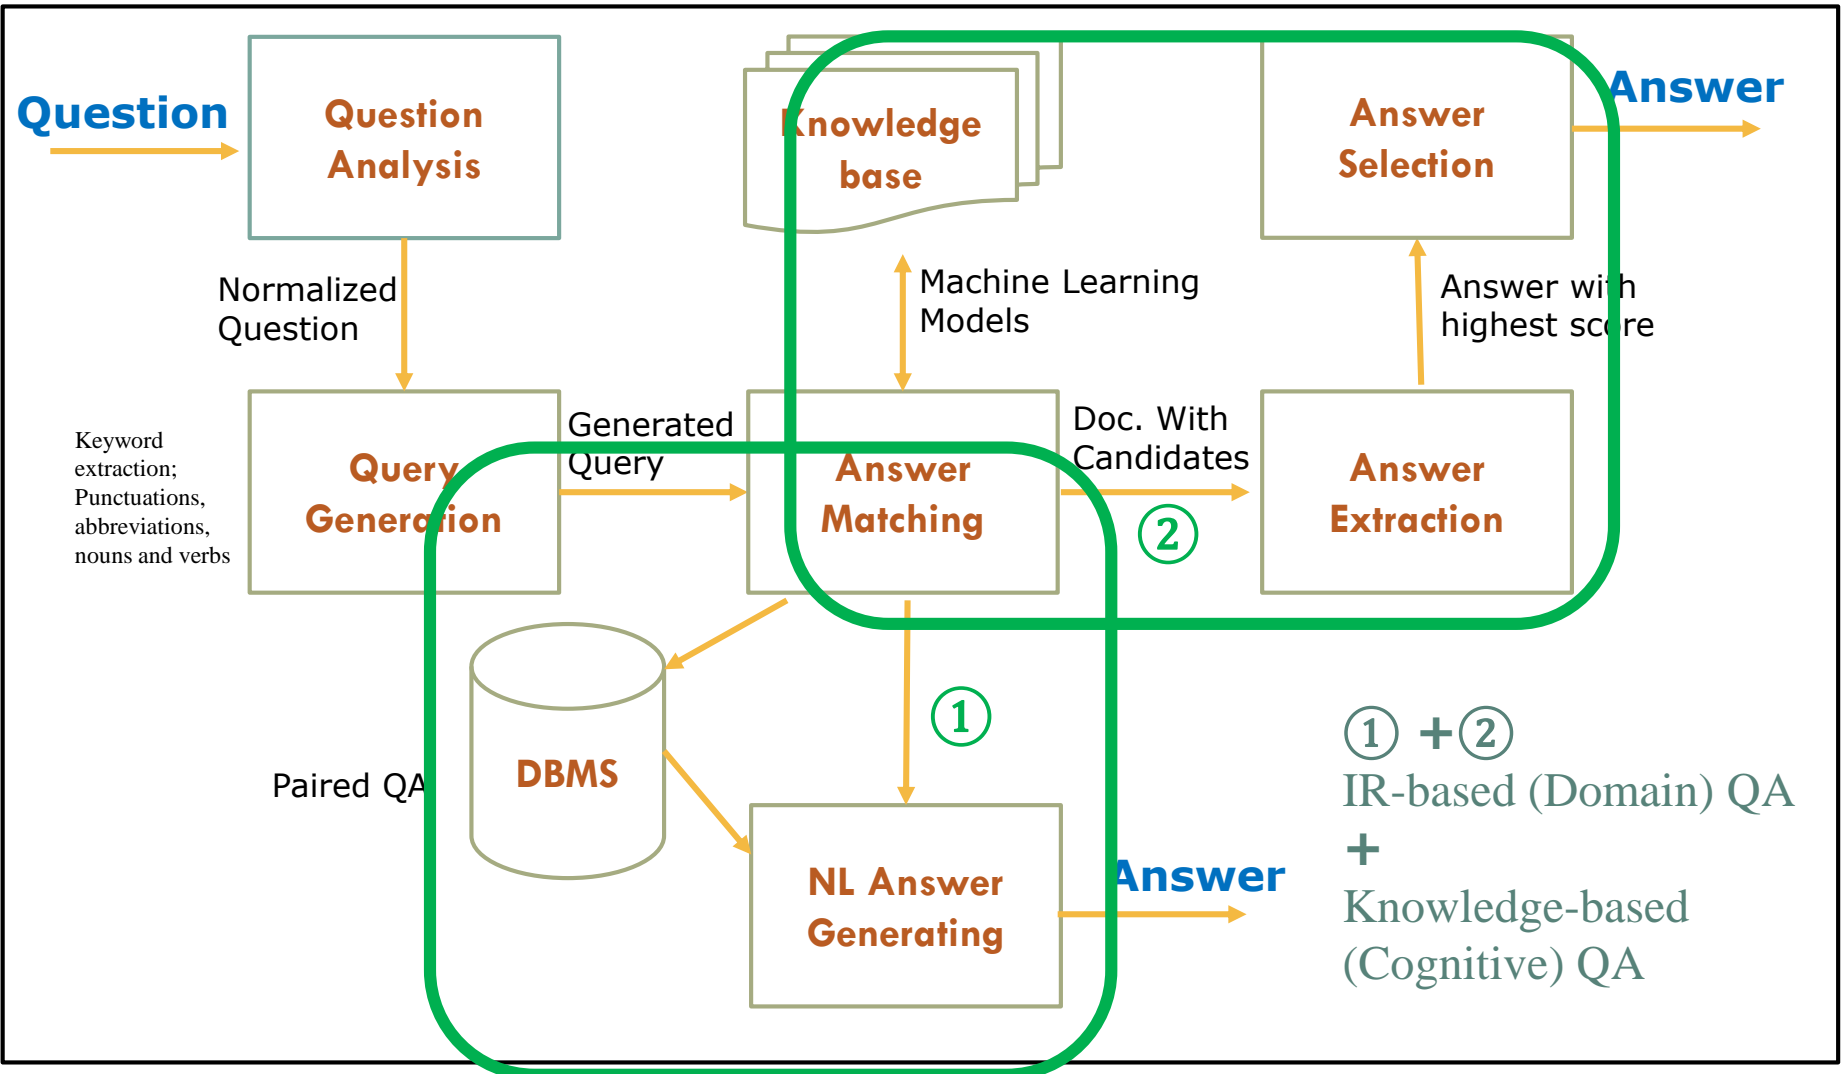 Question
Question
Analysis
Knowledge
base
Answer
Selection
Answer
Normalized
Question
Machine Learning
Models
Answer with
highest score
Keyword
extraction;
Punctuations,
abbreviations,
nouns and verbs
Query
Generation
Generated
Query
Answer
Matching
Doc. With
Candidates
②
Answer
Extraction
Paired QA
DBMS
①
NL Answer
Generating
Answer
① +②
IR-based (Domain) QA
+
Knowledge-based
(Cognitive) QA